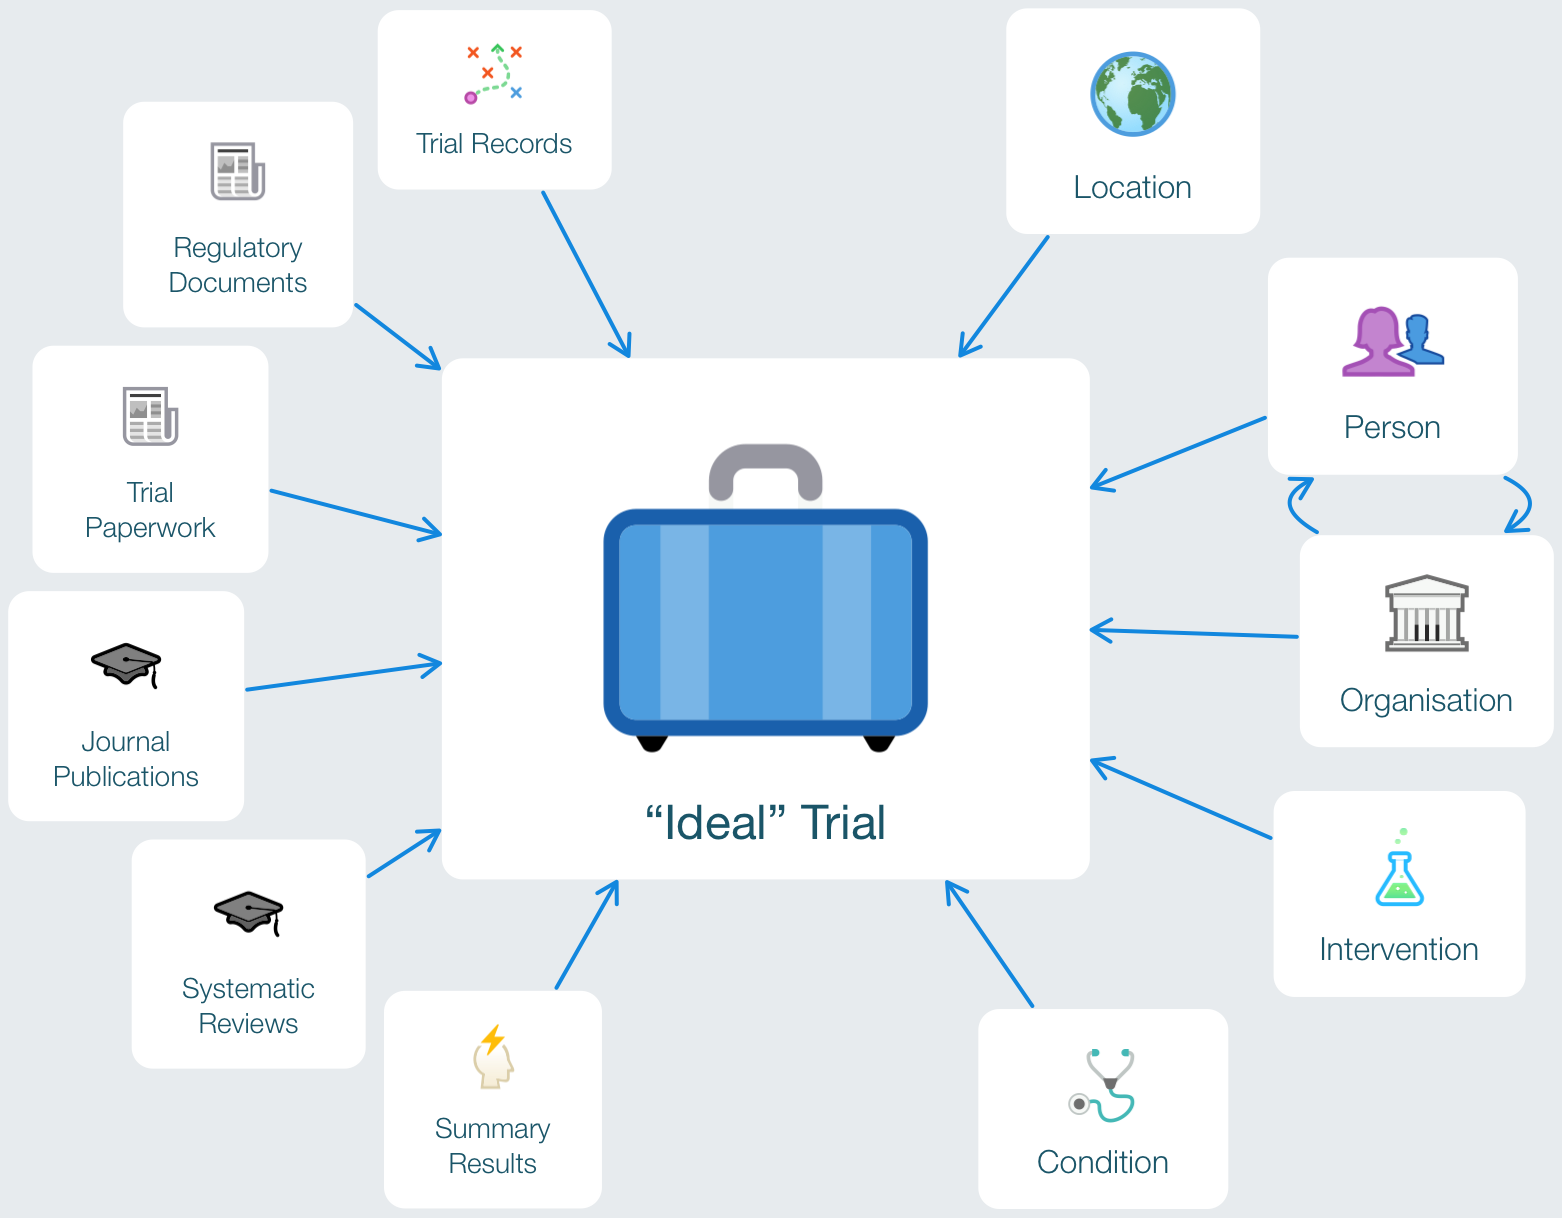 Trial Records
Location
Regulatory
Documents
Person
Trial
Paperwork
Organisation
Journal
Publications
“Ideal” Trial
Intervention
Systematic
Reviews
Summary
Results
Condition